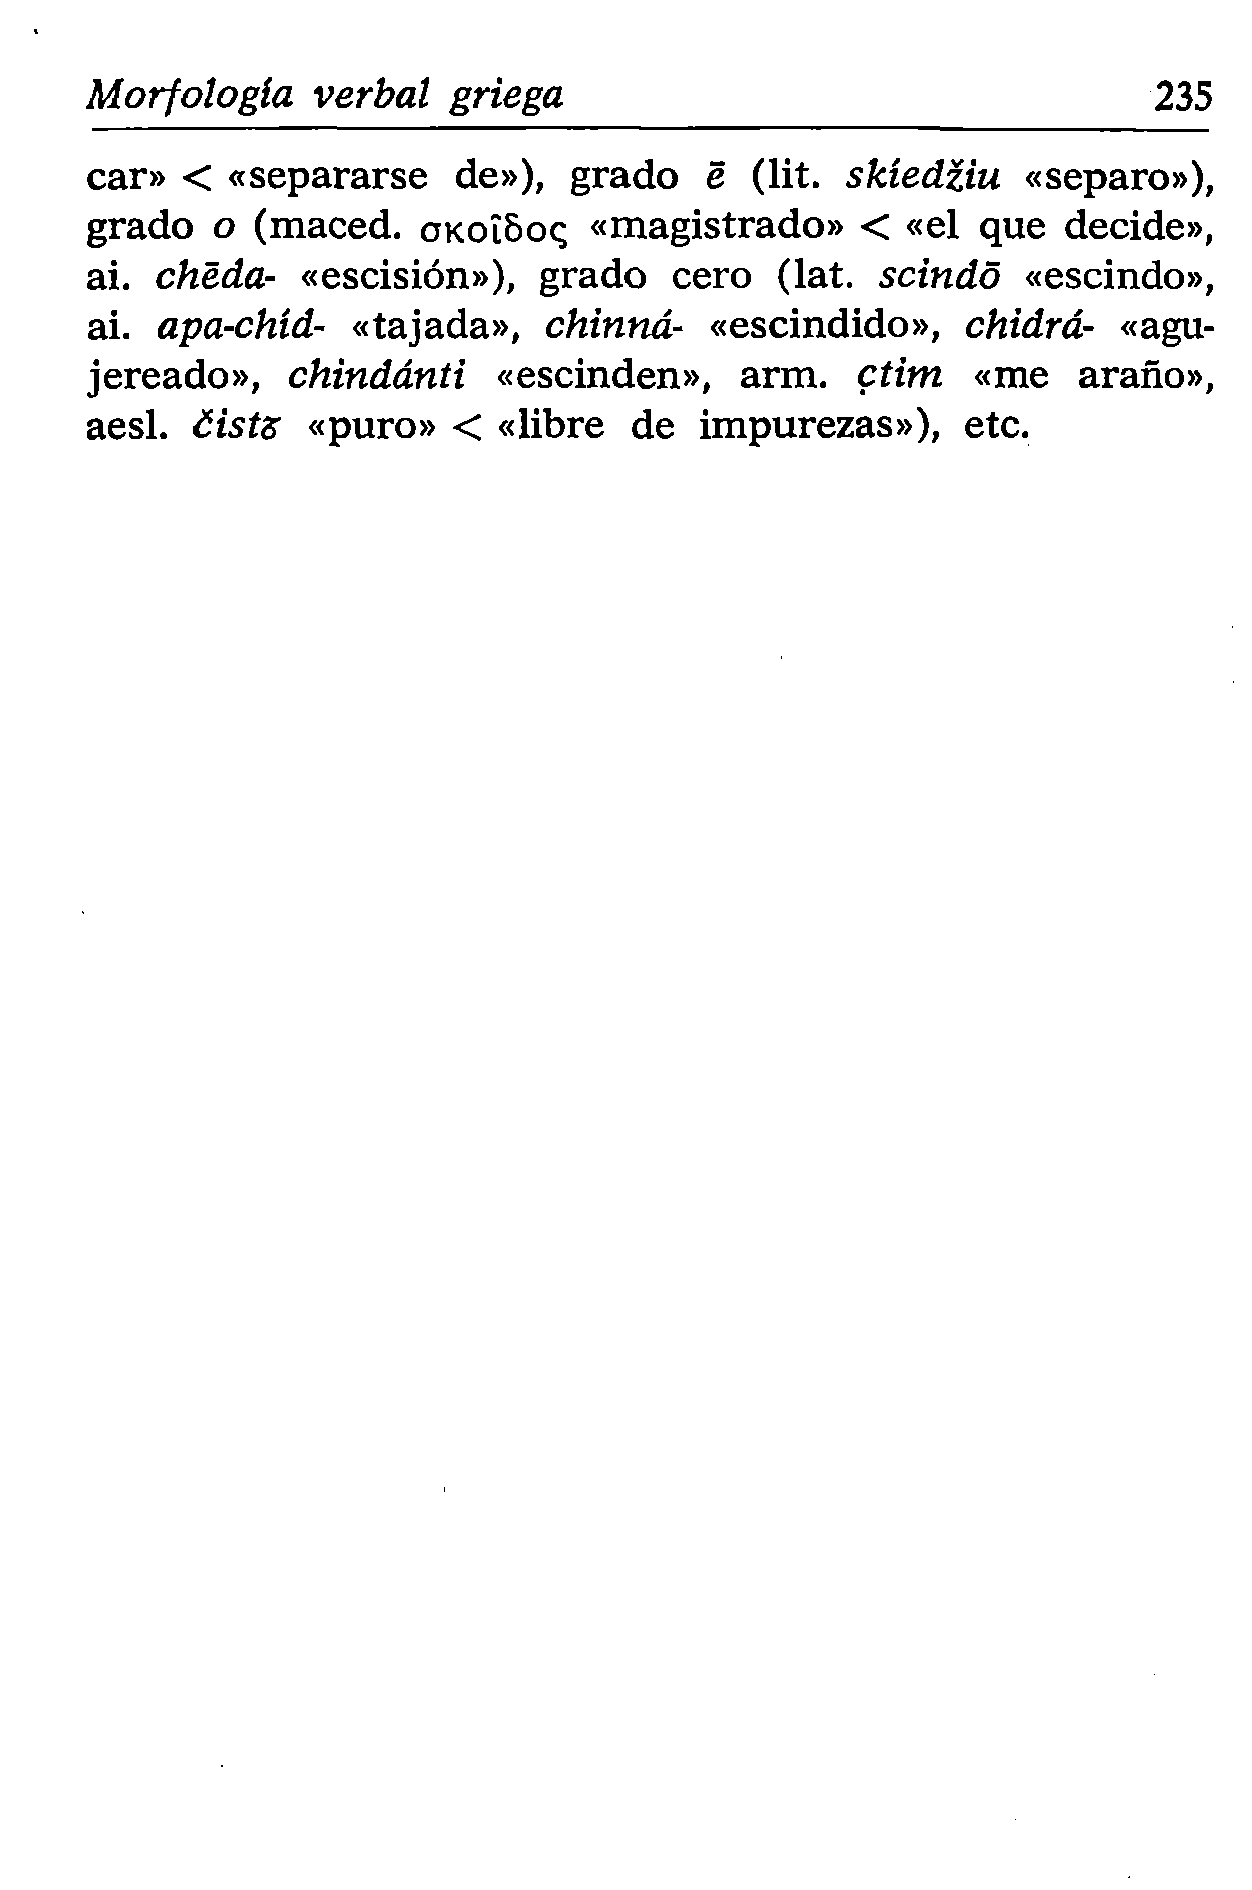 Morfología verbal griega 235
car» < «separarse de»), grado ē (lit. skíedžiu «separo»),
grado o (maced. σκοῖδος «magistrado» < «el que decide»,
ai. chēda- «escisión»), grado cero (lat. scindō «escindo»,
ai. apa-chíd- «tajada», chinná- «escindido», chidrá- «agu-
jereado», chindánti «escinden», arm. çtim «me araño»,
aesl. čistъ «puro» < «libre de impurezas»), etc.